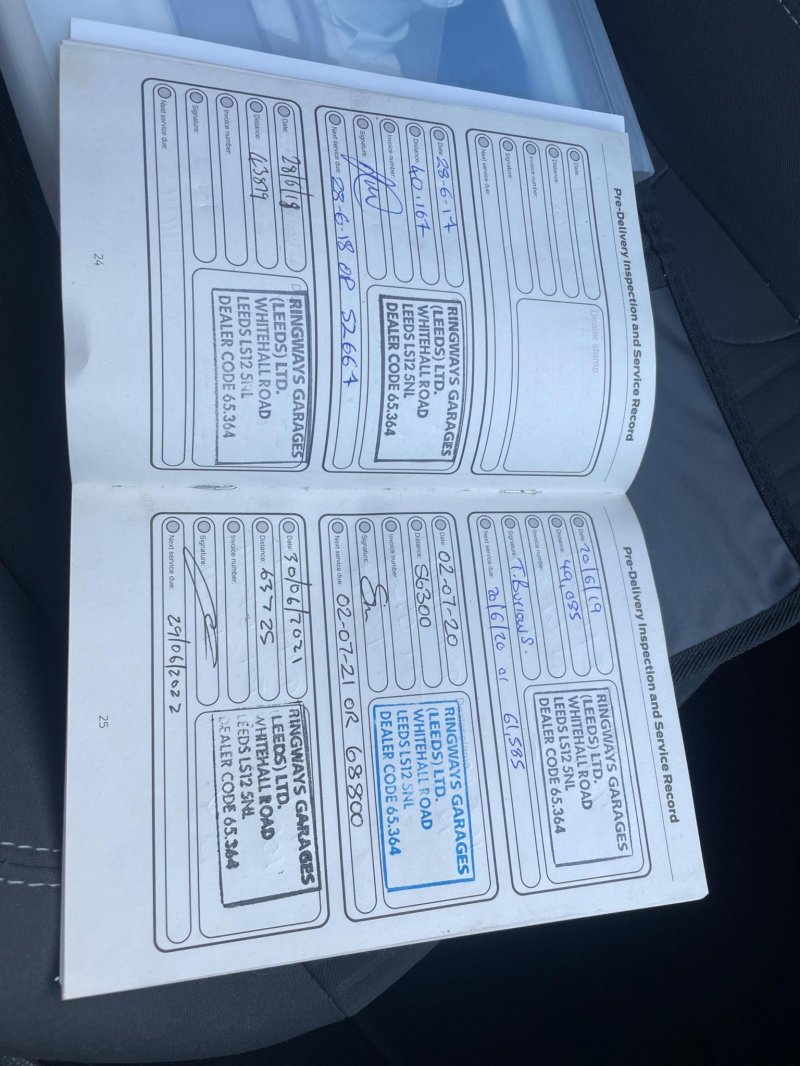 Pre-Delivery Inspection and Service Record
Date:
Distance:
Invoice number:
Signature:
Next service due:
Dealer stamp
Date: 28-6-17
Distance: 40,167
Invoice number:
Signature:
Next service due: 28-6-18 OR 52667
RINGWAYS GARAGES
(LEEDS) LTD.
WHITEHALL ROAD
LEEDS LS12 5NL
DEALER CODE 65.364
Date: 28/6/18
Distance: 43879
Invoice number:
Signature:
Next service due:
RINGWAYS GARAGES
(LEEDS) LTD.
WHITEHALL ROAD
LEEDS LS12 5NL
DEALER CODE 65.364
24
Pre-Delivery Inspection and Service Record
Date: 20/6/19
Distance: 49,085
Invoice number:
Signature: T.Burrows.
Next service due: 20/6/20 or 61,585
RINGWAYS GARAGES
(LEEDS) LTD.
WHITEHALL ROAD
LEEDS LS12 5NL
DEALER CODE 65.364
Date: 02-07-20
Distance: 56300
Invoice number:
Signature:
Next service due: 02-07-21 OR 68800
RINGWAYS GARAGES
(LEEDS) LTD.
WHITEHALL ROAD
LEEDS LS12 5NL
DEALER CODE 65.364
Date: 30/06/2021
Distance: 63725
Invoice number:
Signature:
Next service due: 29/06/2022
RINGWAYS GARAGES
(LEEDS) LTD.
WHITEHALL ROAD
LEEDS LS12 5NL
DEALER CODE 65.364
25